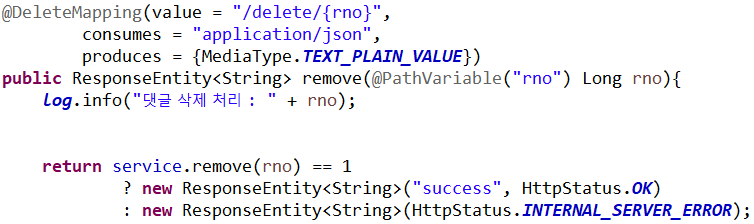 @DeleteMapping(value = "/delete/{rno}",
        consumes = "application/json",
        produces = {MediaType.TEXT_PLAIN_VALUE})
public ResponseEntity<String> remove(@PathVariable("rno") Long rno){
    log.info("댓글 삭제 처리 : " + rno);
    return service.remove(rno) == 1
            ? new ResponseEntity<String>("success", HttpStatus.OK)
            : new ResponseEntity<String>(HttpStatus.INTERNAL_SERVER_ERROR);